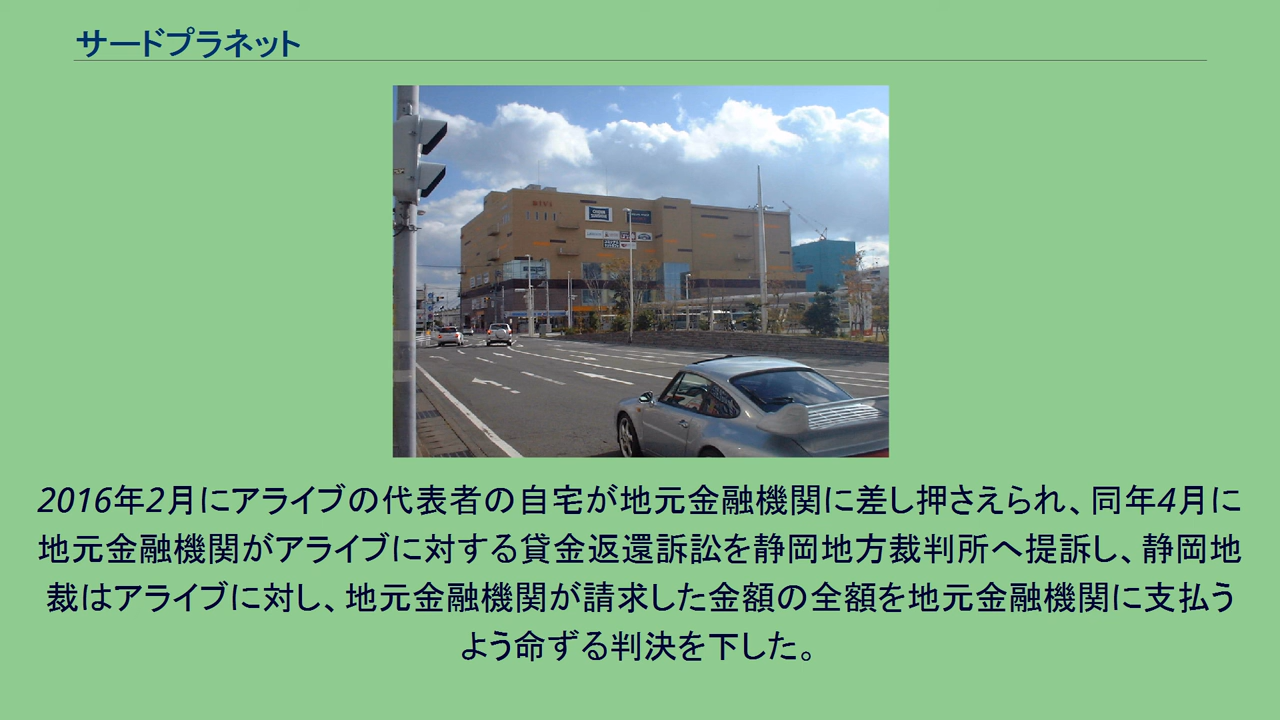 サードプラネット
2016年2月にアライブの代表者の自宅が地元金融機関に差し押さえられ、同年4月に
地元金融機関がアライブに対する貸金返還訴訟を静岡地方裁判所へ提訴し、静岡地
裁はアライブに対し、地元金融機関が請求した金額の全額を地元金融機関に支払う
よう命ずる判決を下した。